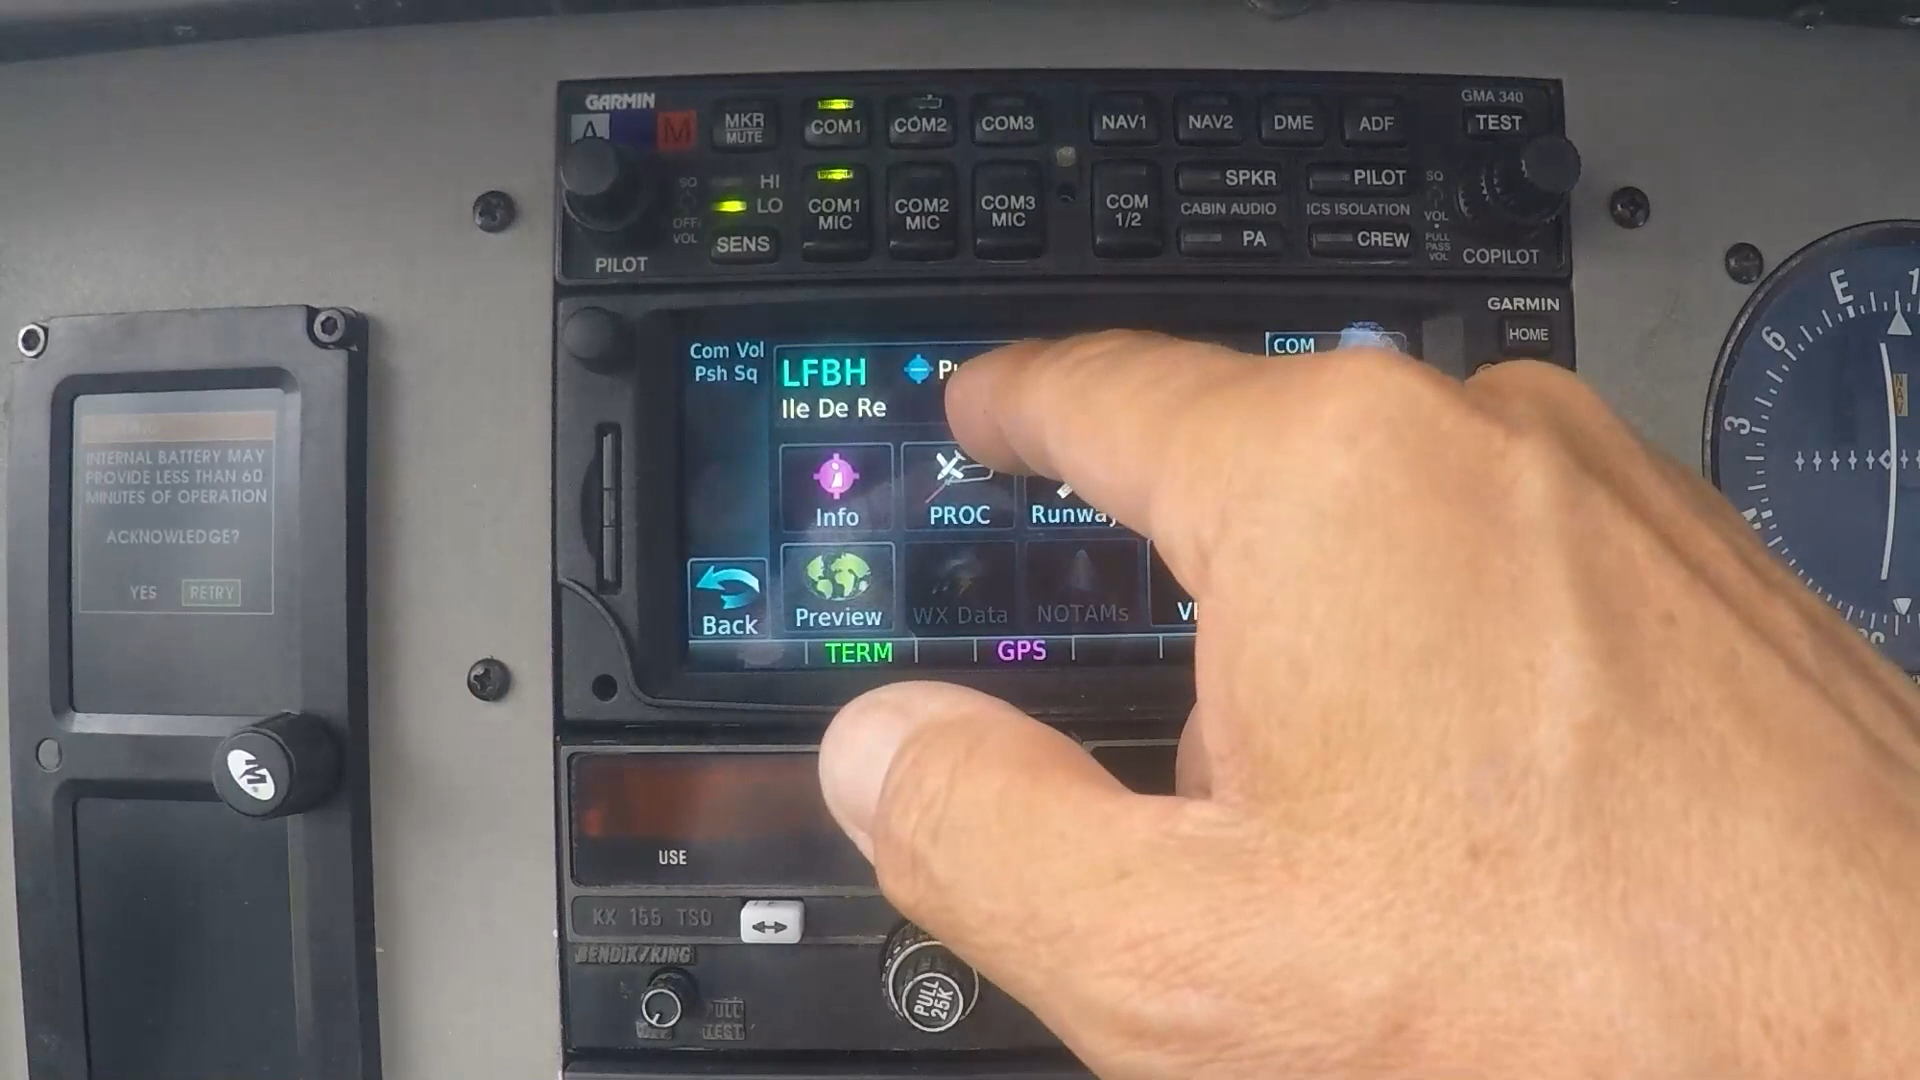 GARMIN
GMA 340
A M
MKR MUTE
COM1
COM2
COM3
NAV1
NAV2
DME
ADF
TEST
SQ
OFF/
VOL
HI
LO
SENS
PILOT
COM1 MIC
COM2 MIC
COM3 MIC
COM 1/2
SPKR
CABIN AUDIO
PA
PILOT
ICS ISOLATION
CREW
SQ
VOL
PULL
PASS
VOL
COPILOT
GARMIN
HOME
Com Vol
Psh Sq
LFBH
Ile De Re
COM
Info
PROC
Back
Preview
WX Data
NOTAMs
TERM
GPS
INTERNAL BATTERY MAY
PROVIDE LESS THAN 60
MINUTES OF OPERATION
ACKNOWLEDGE?
YES RETRY
USE
KX 155 TSO
BENDIX/KING
PULL
TEST
PULL
25K
E
6
3
NAV